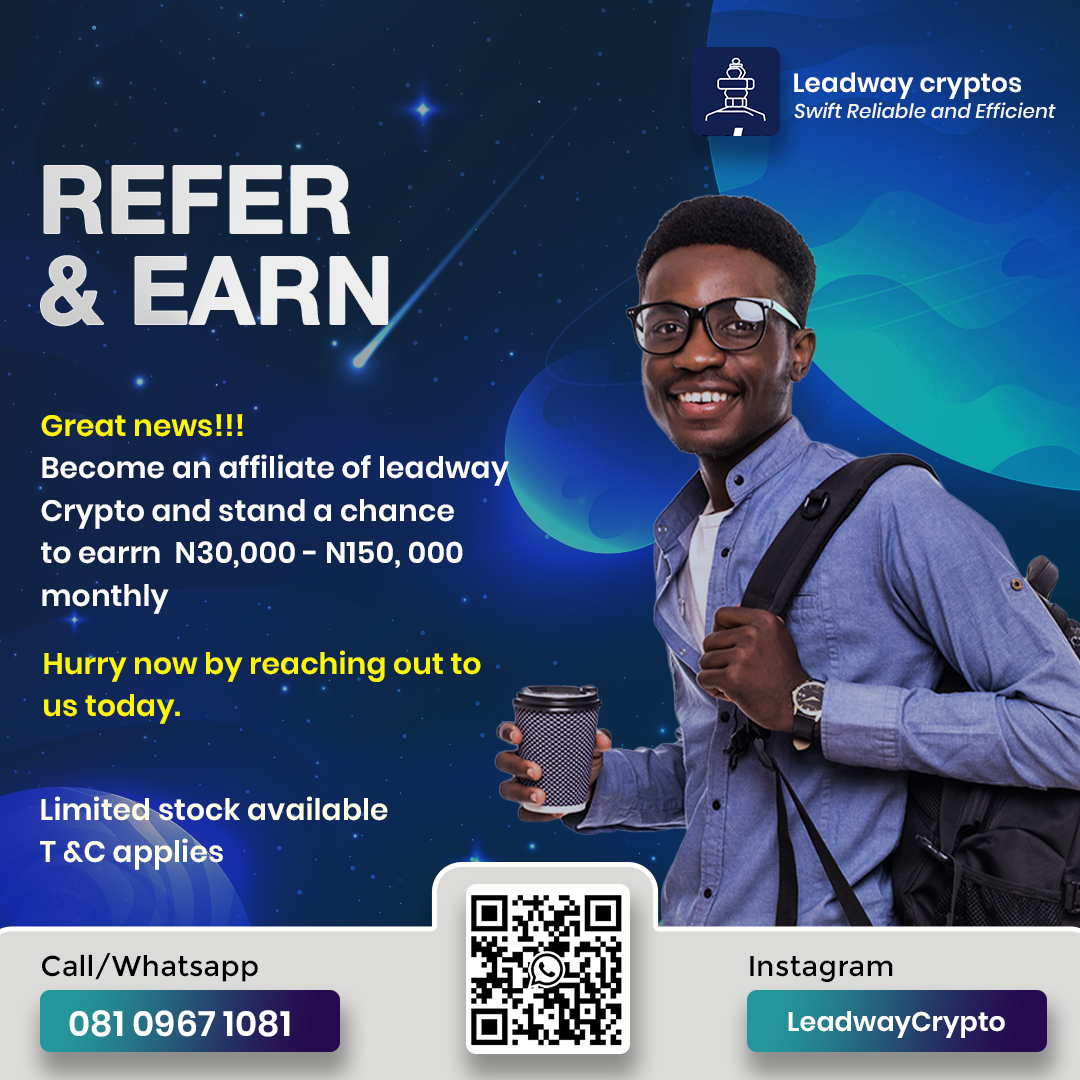 Leadway cryptos
Swift Reliable and Efficient
REFER
& EARN
Great news!!!
Become an affiliate of leadway
Crypto and stand a chance
to earrn N30,000 - N150, 000
monthly
Hurry now by reaching out to
us today.
Limited stock available
T &C applies
Call/Whatsapp
081 0967 1081
Instagram
LeadwayCrypto